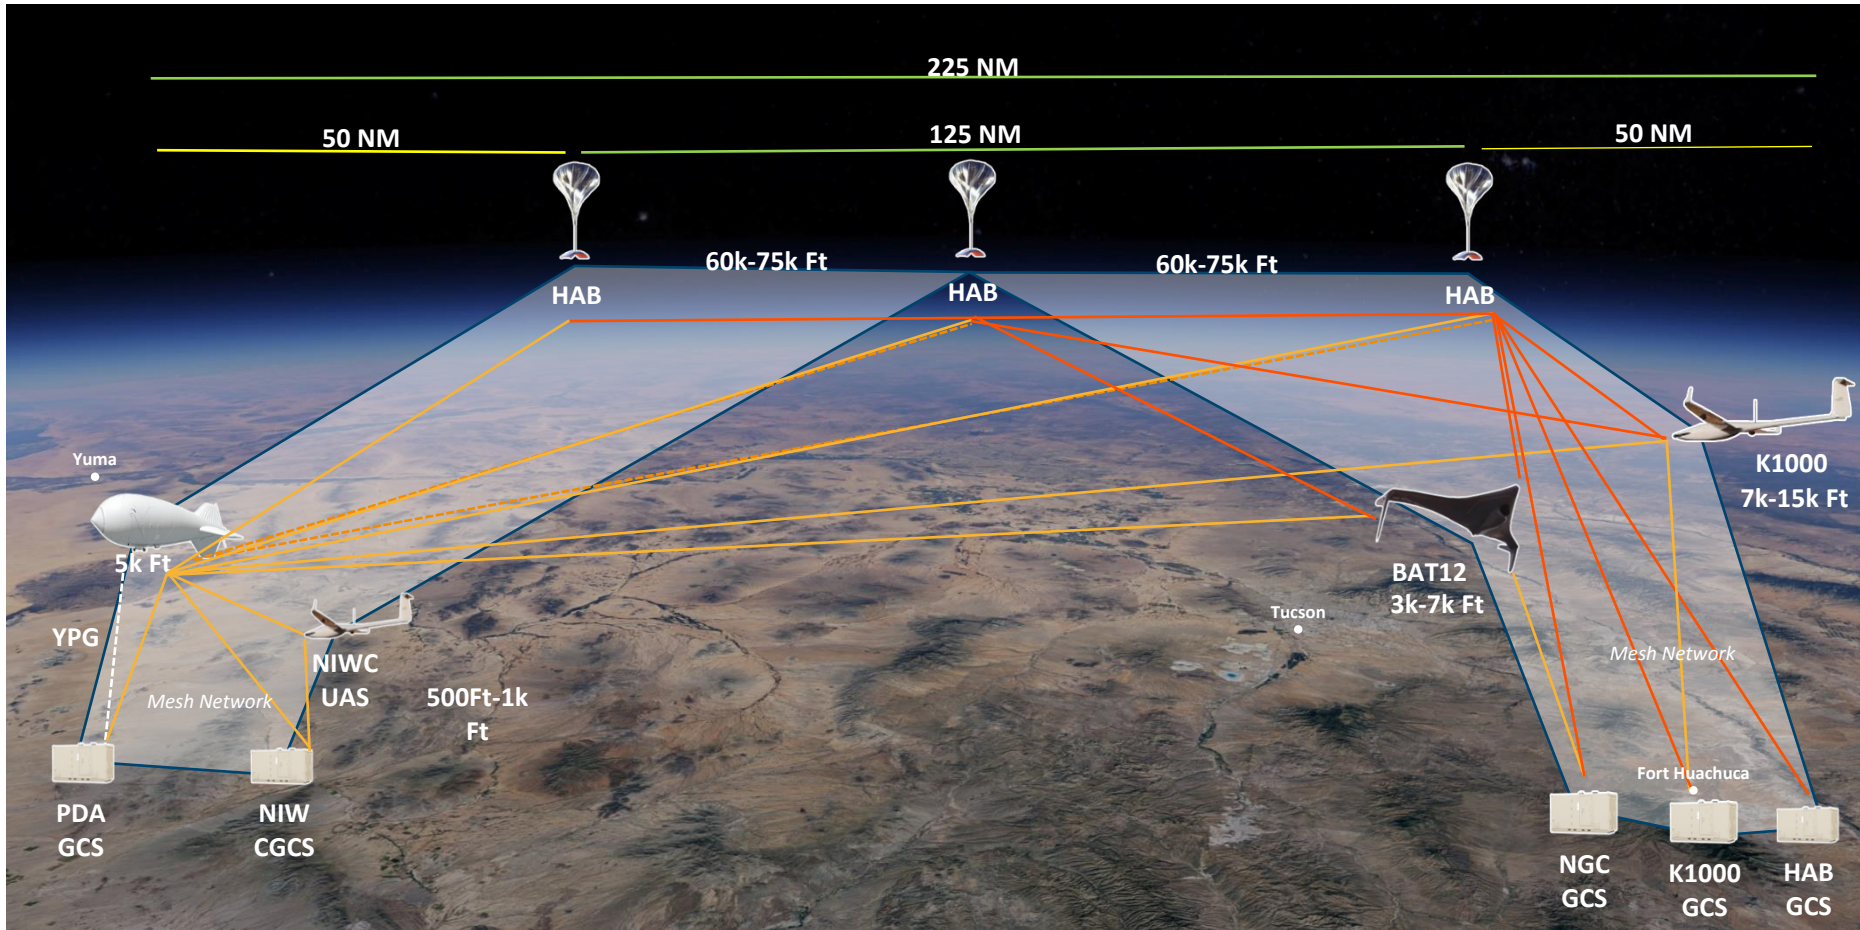 225 NM
50 NM
125 NM
50 NM
60k-75k Ft
60k-75k Ft
HAB
HAB
HAB
Yuma
K1000
7k-15k Ft
5k Ft
BAT12
3k-7k Ft
Tucson
YPG
NIWC
UAS
500Ft-1k
Ft
Mesh Network
Mesh Network
Fort Huachuca
PDA
GCS
NIW
CGCS
NGC
GCS
K1000
GCS
HAB
GCS